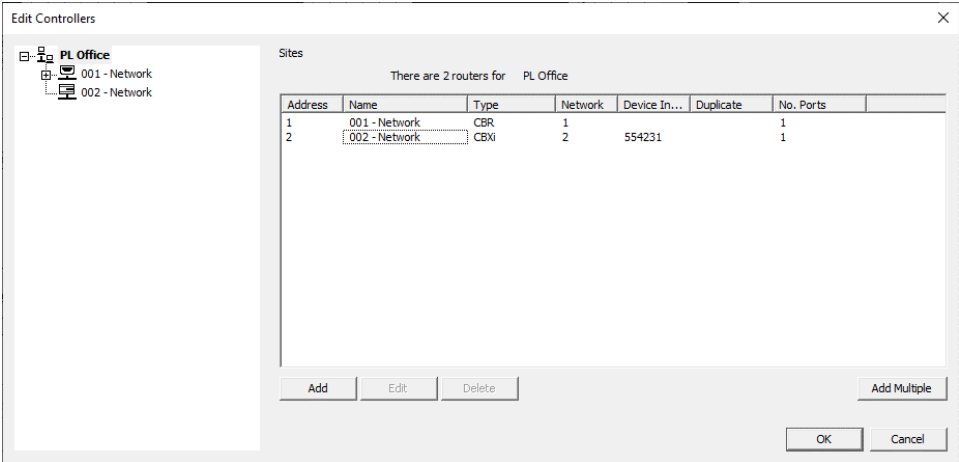 Edit Controllers
PL Office
001 - Network
002 - Network
Sites
There are 2 routers for PL Office
Address Name Type Network Device In... Duplicate No. Ports
1 001 - Network CBR 1 1
2 002 - Network CBXi 2 554231 1
Add Edit Delete Add Multiple
OK Cancel